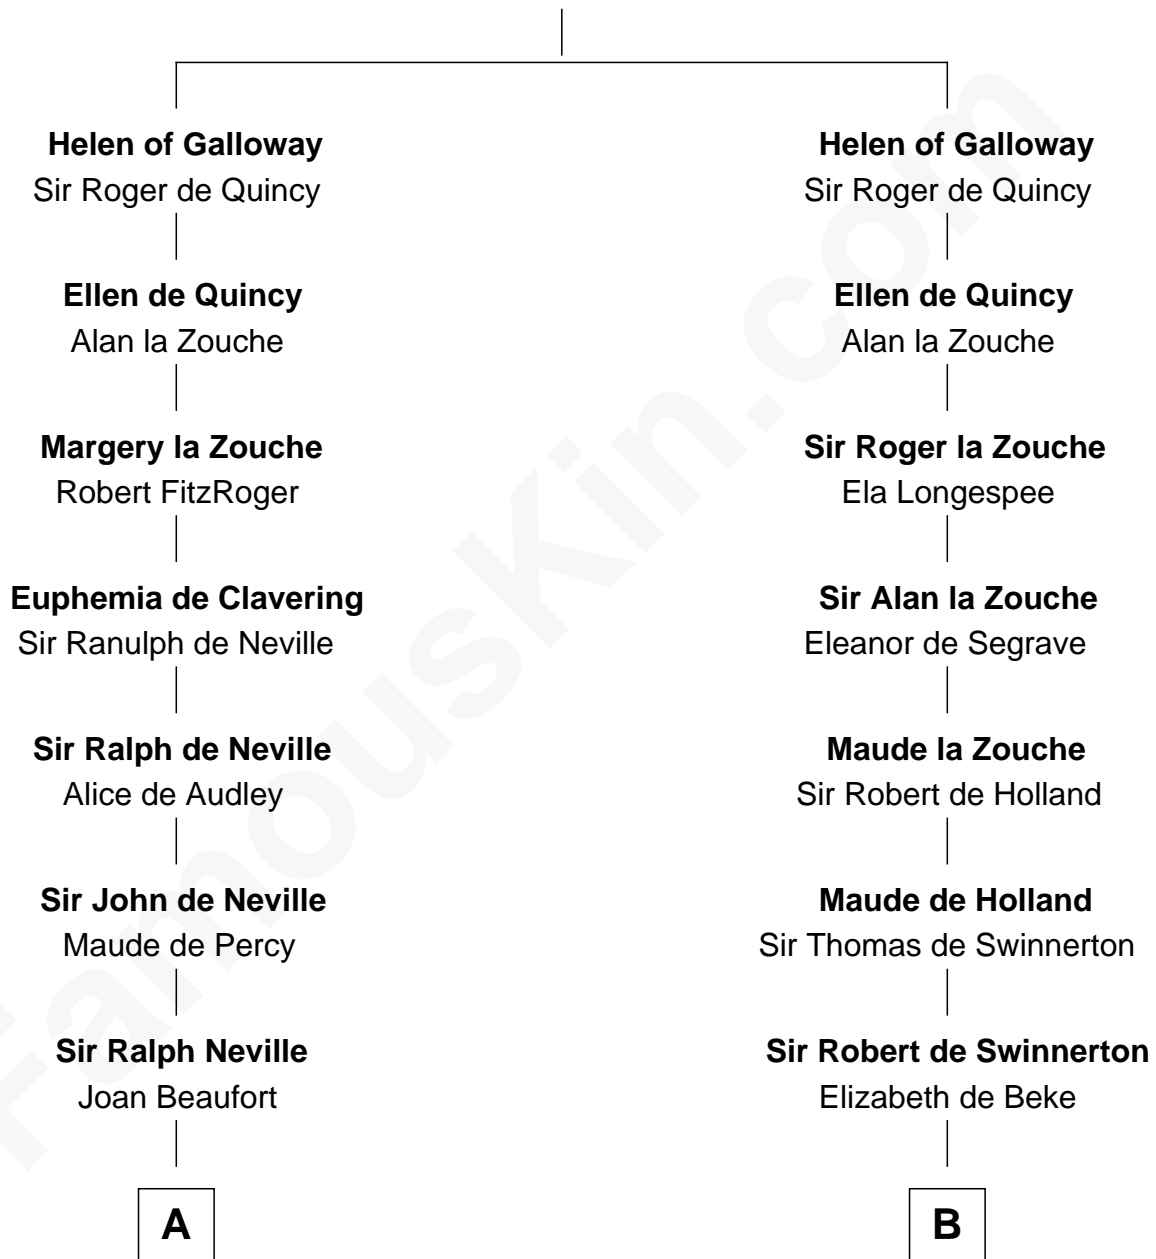 Helen of Galloway
Sir Roger de Quincy
Ellen de Quincy
Alan la Zouche
Margery la Zouche
Robert FitzRoger
Euphemia de Clavering
Sir Ranulph de Neville
Sir Ralph de Neville
Alice de Audley
Sir John de Neville
Maude de Percy
Sir Ralph Neville
Joan Beaufort
A
Helen of Galloway
Sir Roger de Quincy
Ellen de Quincy
Alan la Zouche
Sir Roger la Zouche
Ela Longespee
Sir Alan la Zouche
Eleanor de Segrave
Maude la Zouche
Sir Robert de Holland
Maude de Holland
Sir Thomas de Swinnerton
Sir Robert de Swinnerton
Elizabeth de Beke
B
FamousKin.com